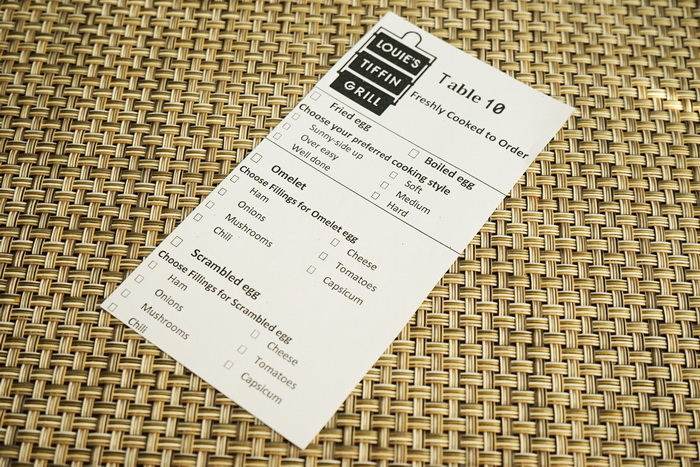 LOUIE'S
TIFFIN
GRILL
Table 10
Freshly Cooked to Order
Fried egg
Boiled egg
Choose your preferred cooking style
Sunny-side up
Soft
Over easy
Medium
Well done
Hard
Omelet
Choose Fillings for Omelet egg
Ham
Cheese
Onions
Tomatoes
Mushrooms
Capsicum
Chili
Scrambled egg
Choose Fillings for Scrambled egg
Ham
Cheese
Onions
Tomatoes
Mushrooms
Capsicum
Chili